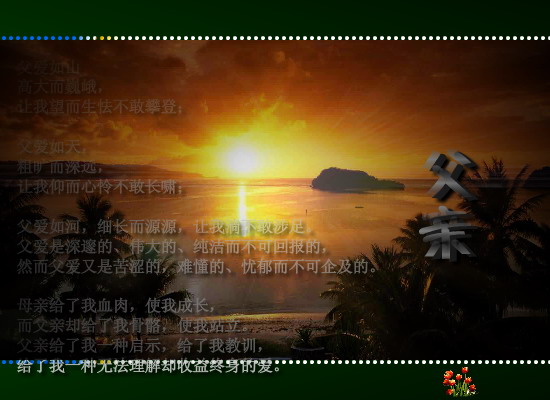 父爱如山，
高大而巍峨，
让我望而生怯不敢攀登；
父爱如天，
粗旷而深远，
让我仰而心怜不敢长啸；
父爱如河，细长而源源，让我淌不敢涉足。
父爱是深邃的、伟大的、纯洁而不可回报的，
然而父爱又是苦涩的，难懂的、忧郁而不可企及的。
母亲给了我血肉，使我成长，
而父亲却给了我骨骼，使我站立。
父亲给了我一种启示，给了我教训，
给了我一种无法理解却收益终身的爱。
父亲